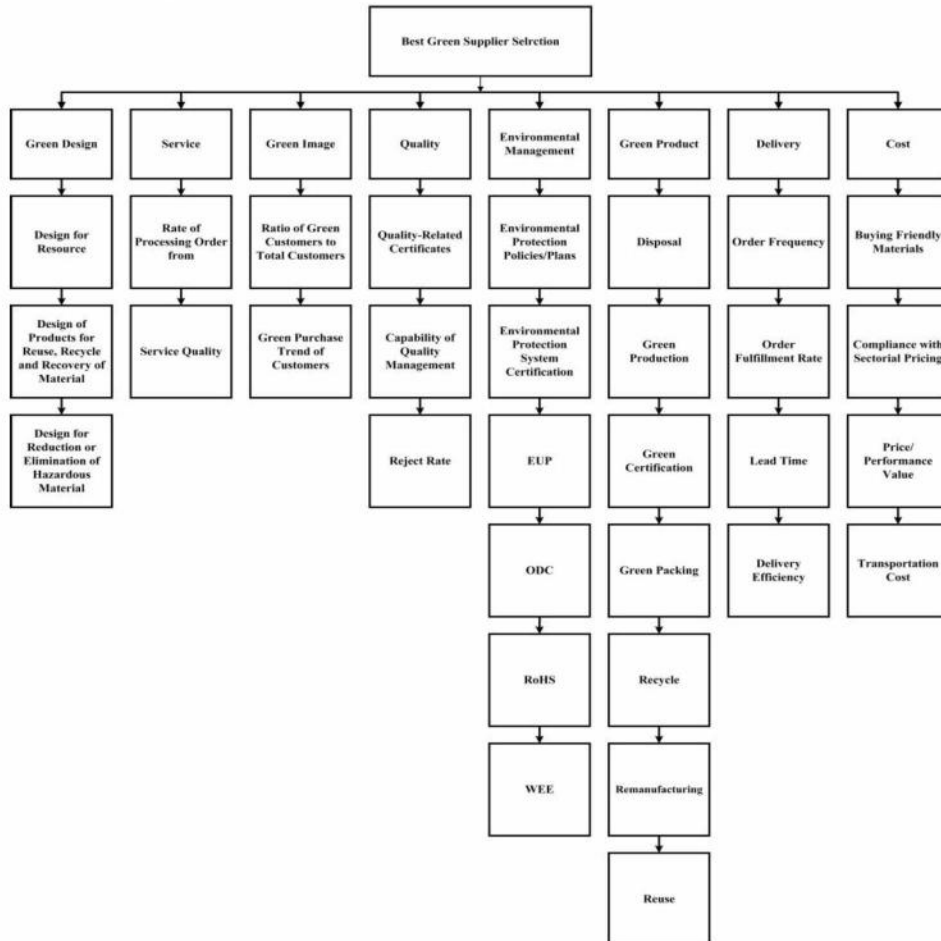 Best Green Supplier Selrction
Green Design
Service
Green Image
Quality
Environmental
Management
Green Product
Delivery
Cost
Design for
Resource
Rate of
Processing Order
from
Ratio of Green
Customers to
Total Customers
Quality-Related
Certificates
Environmental
Protection
Policies/Plans
Disposal
Order Frequency
Buying Friendly
Materials
Design of
Products for
Reuse, Recycle
and Recovery of
Material
Service Quality
Green Purchase
Trend of
Customers
Capability of
Quality
Management
Environmental
Protection
System
Certification
Green
Production
Order
Fulfillment Rate
Compliance with
Sectorial Pricing
Design for
Reduction or
Elimination of
Hazardous
Material
Reject Rate
EUP
Green
Certification
Lead Time
Price/
Performance
Value
ODC
Green Packing
Delivery
Efficiency
Transportation
Cost
RoHS
Recycle
WEE
Remanufacturing
Reuse